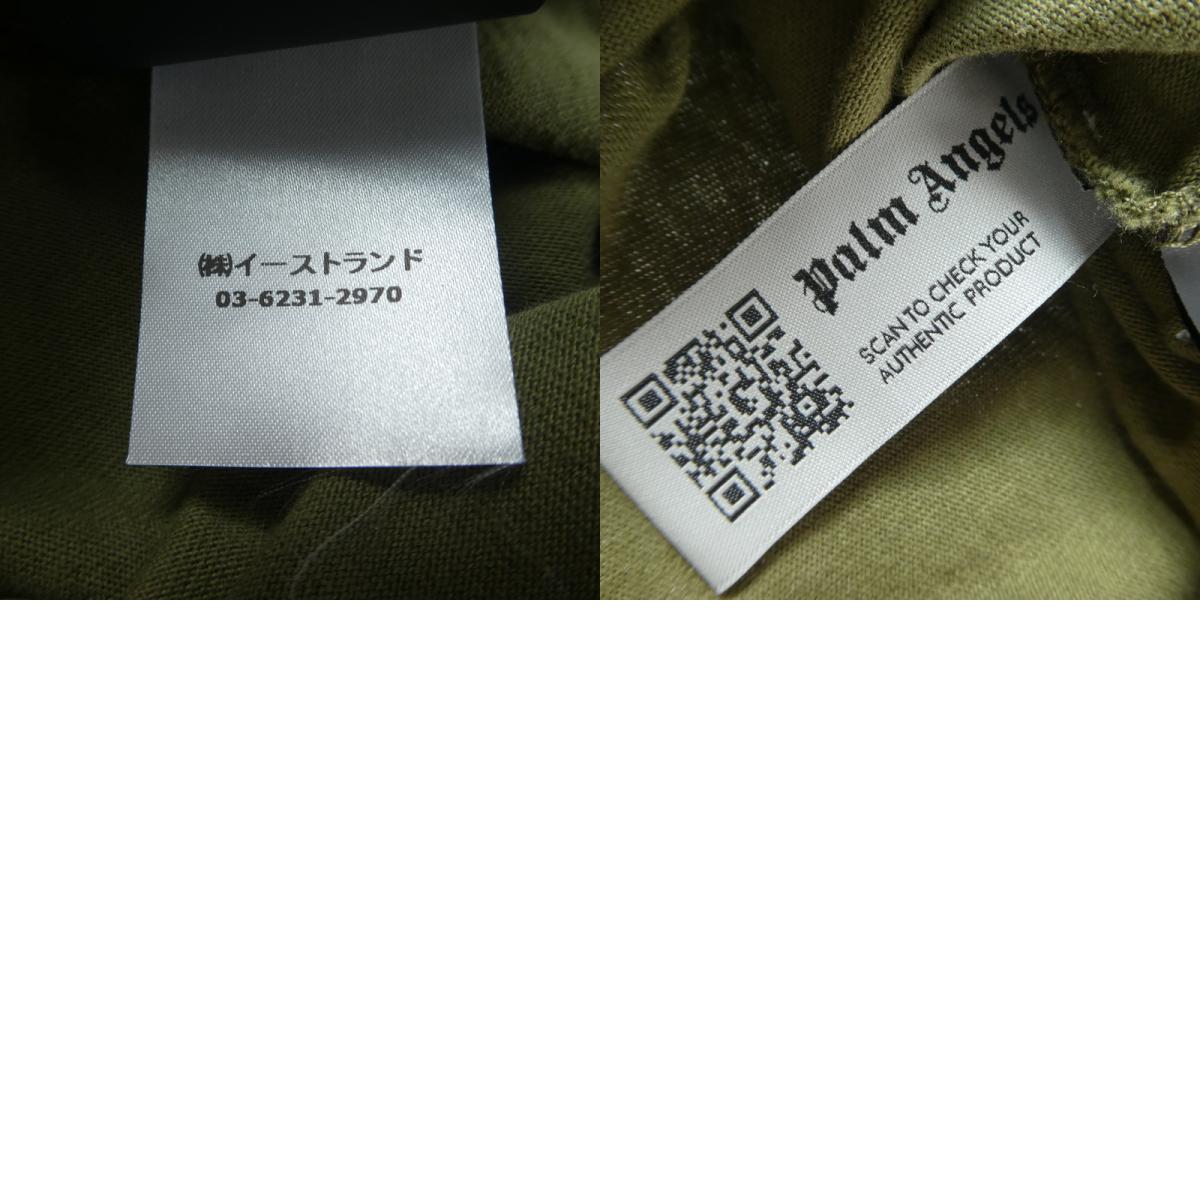 ㈱イーストランド
03-6231-2970
Palm Angels
SCAN TO CHECK YOUR
AUTHENTIC PRODUCT